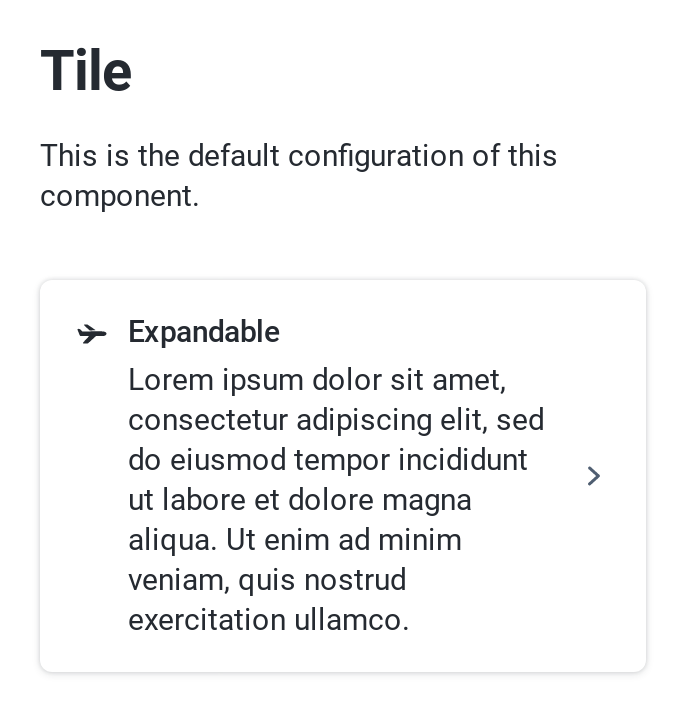 Tile
This is the default configuration of this
component.
Expandable
Lorem ipsum dolor sit amet,
consectetur adipiscing elit, sed
do eiusmod tempor incididunt
ut labore et dolore magna
aliqua. Ut enim ad minim
veniam, quis nostrud
exercitation ullamco.